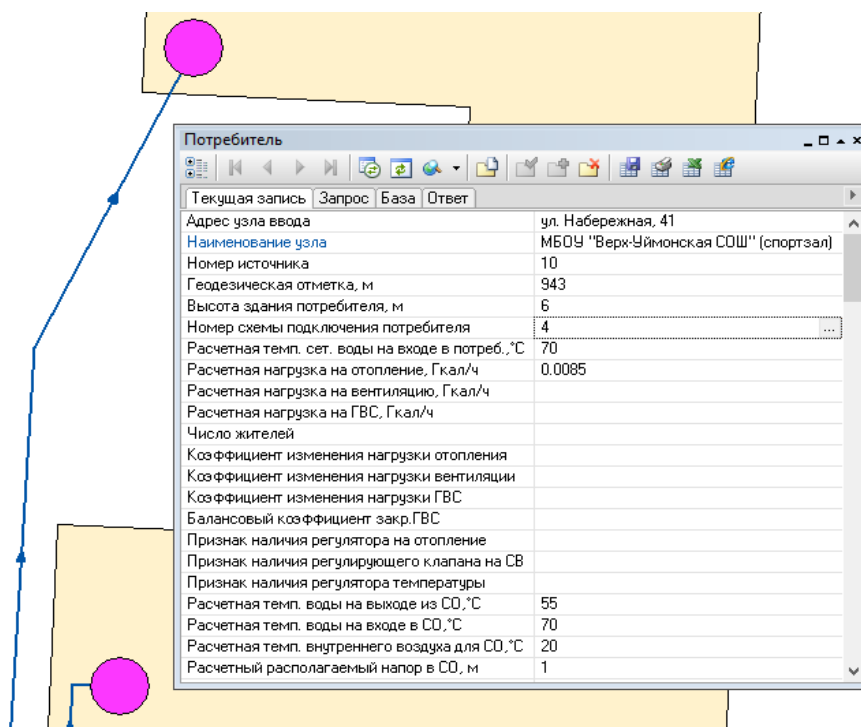 Потребитель
Текущая запись Запрос База Ответ
Адрес узла ввода ул. Набережная, 41
Наименование узла МБОУ "Верх-Уймонская СОШ" (спортзал)
Номер источника 10
Геодезическая отметка, м 943
Высота здания потребителя, м 6
Номер схемы подключения потребителя 4 ...
Расчетная темп. сет. воды на входе в потреб.,°C 70
Расчетная нагрузка на отопление, Гкал/ч 0.0085
Расчетная нагрузка на вентиляцию, Гкал/ч
Расчетная нагрузка на ГВС, Гкал/ч
Число жителей
Коэффициент изменения нагрузки отопления
Коэффициент изменения нагрузки вентиляции
Коэффициент изменения нагрузки ГВС
Балансовый коэффициент закр.ГВС
Признак наличия регулятора на отопление
Признак наличия регулирующего клапана на СВ
Признак наличия регулятора температуры
Расчетная темп. воды на выходе из СО,°C 55
Расчетная темп. воды на входе в СО,°C 70
Расчетная темп. внутреннего воздуха для СО,°C 20
Расчетный располагаемый напор в СО, м 1